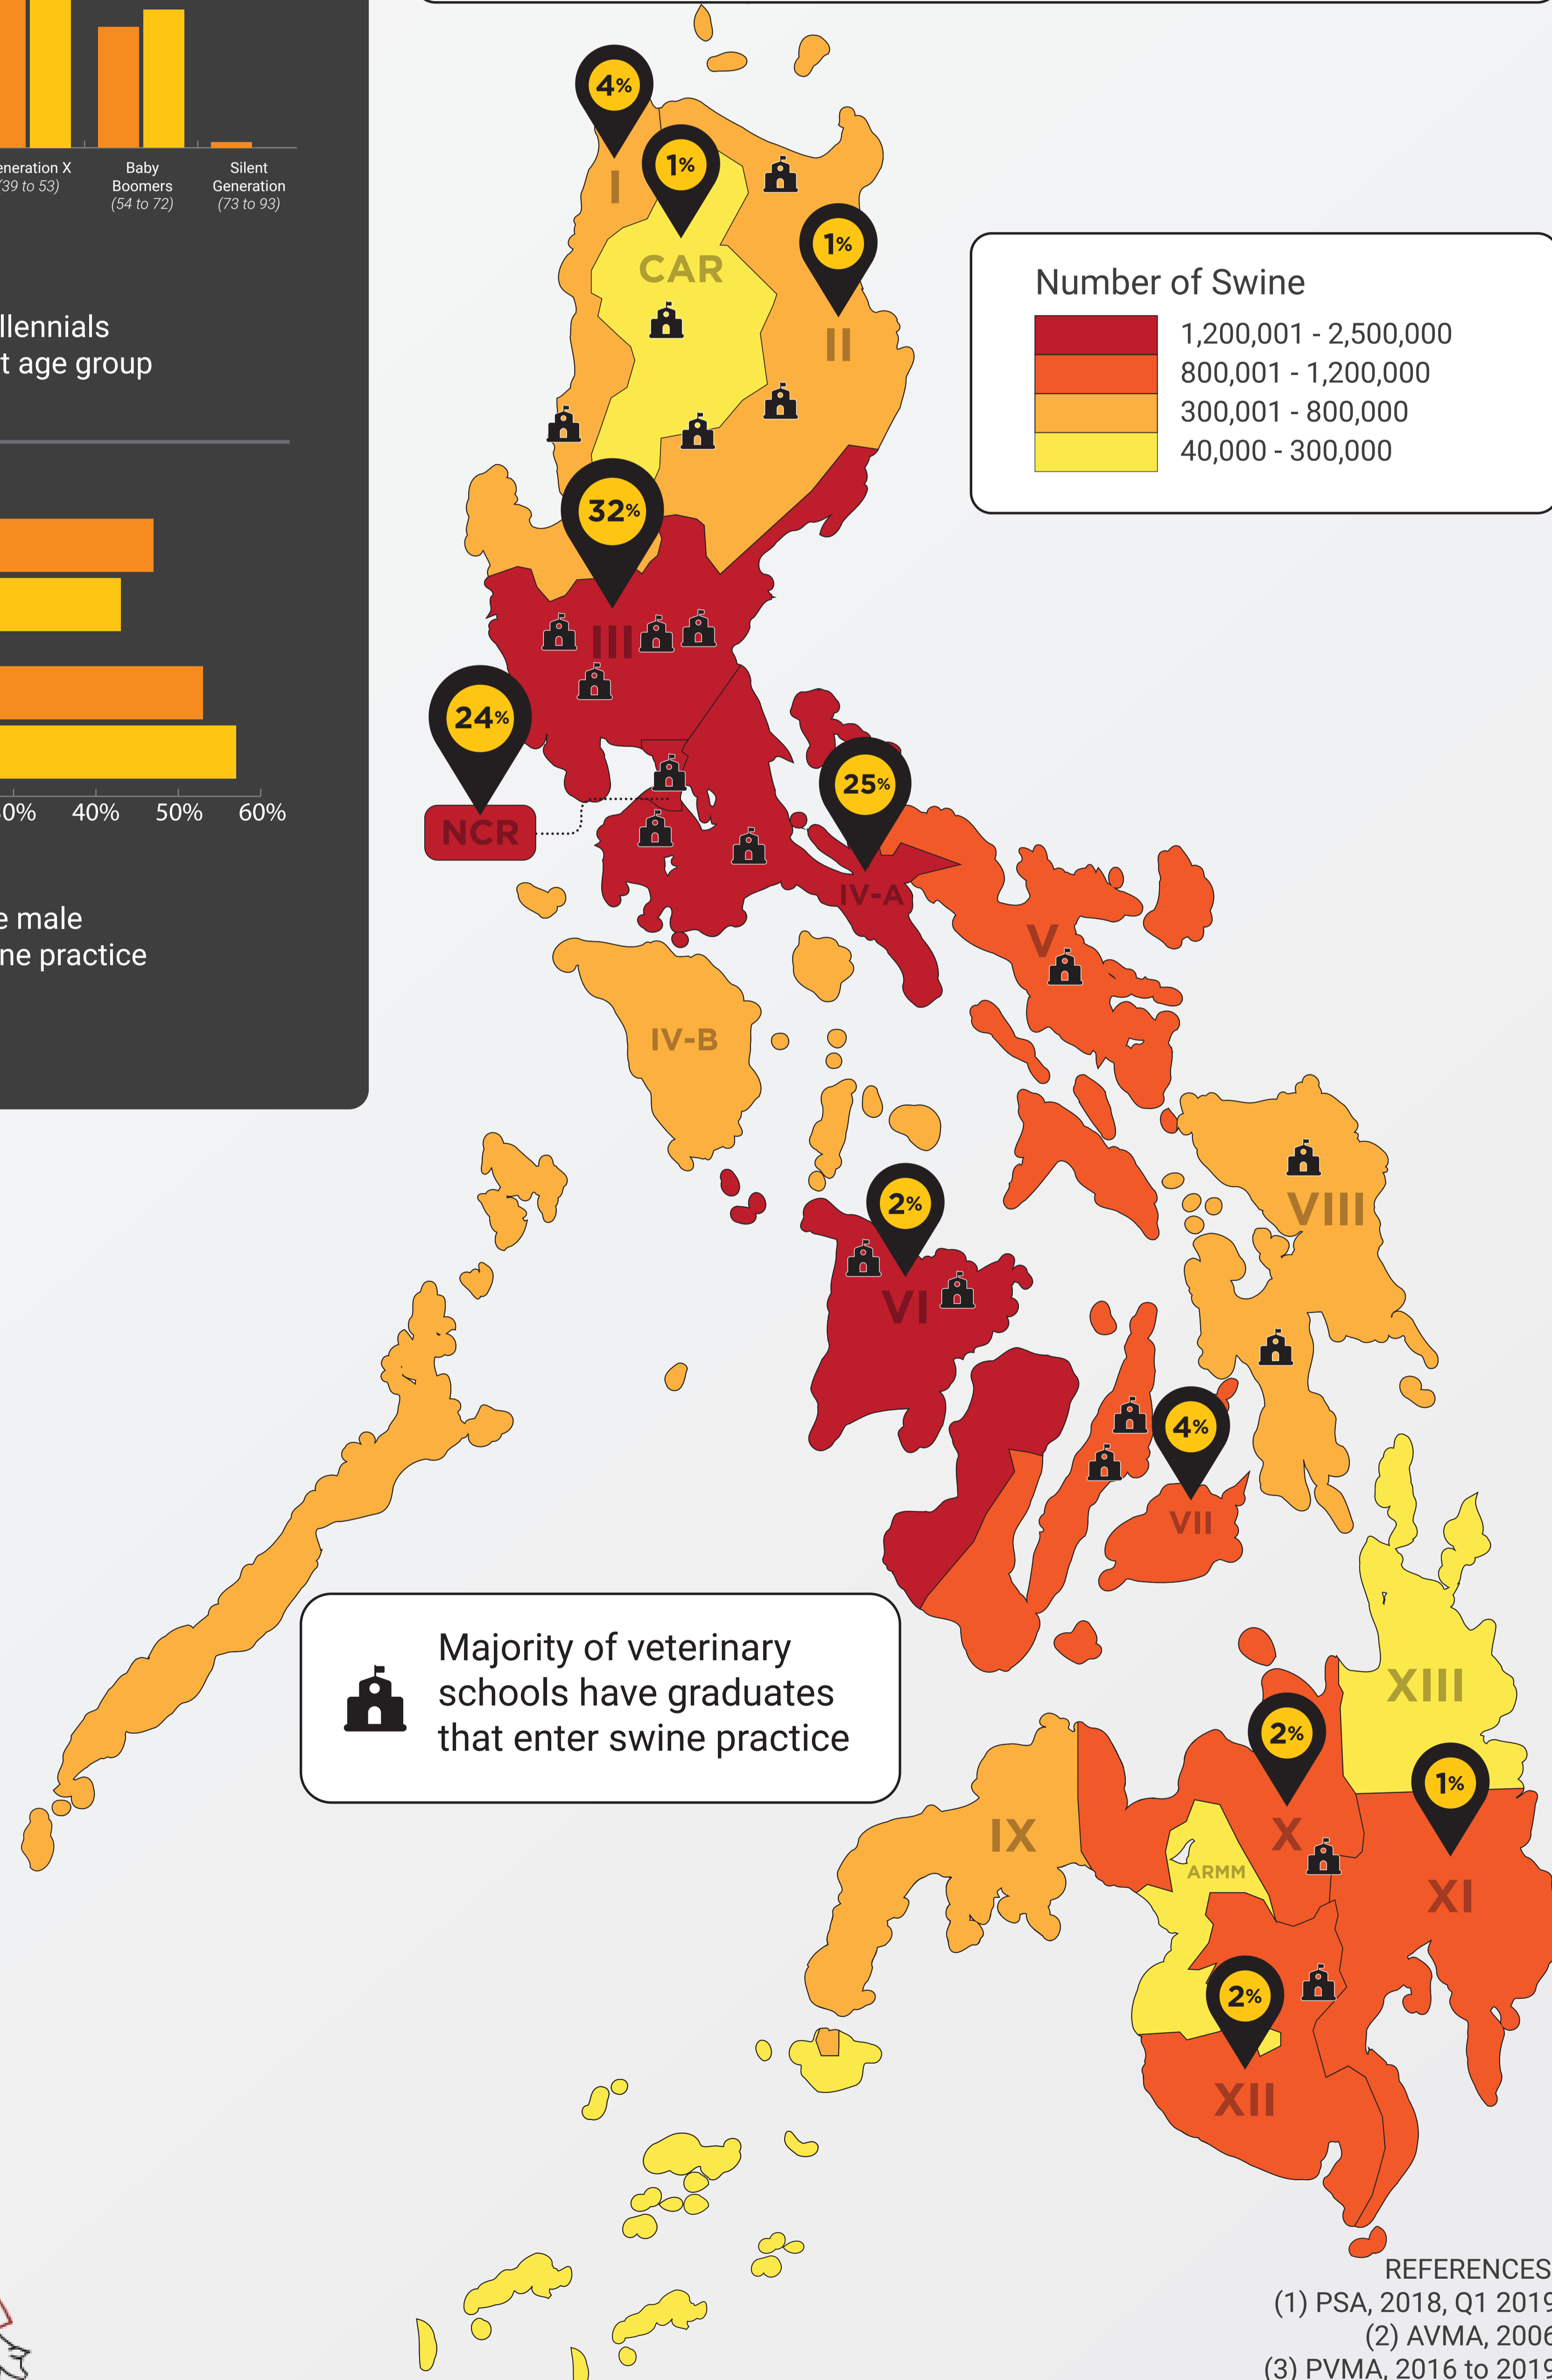 eneration X
(39 to 53)
Baby
Boomers
(54 to 72)
Silent
Generation
(73 to 93)
llennials
t age group
40%
50%
60%
e male
ne practice
4%
I
1%
CAR
1%
II
Number of Swine
1,200,001 - 2,500,000
800,001 - 1,200,000
300,001 - 800,000
40,000 - 300,000
32%
III
24%
NCR
25%
IV-A
V
IV-B
VIII
2%
VI
4%
VII
Majority of veterinary
schools have graduates
that enter swine practice
XIII
2%
X
1%
XI
IX
ARMM
2%
XII
REFERENCES
(1) PSA, 2018, Q1 2019
(2) AVMA, 2006
(3) PVMA, 2016 to 2019